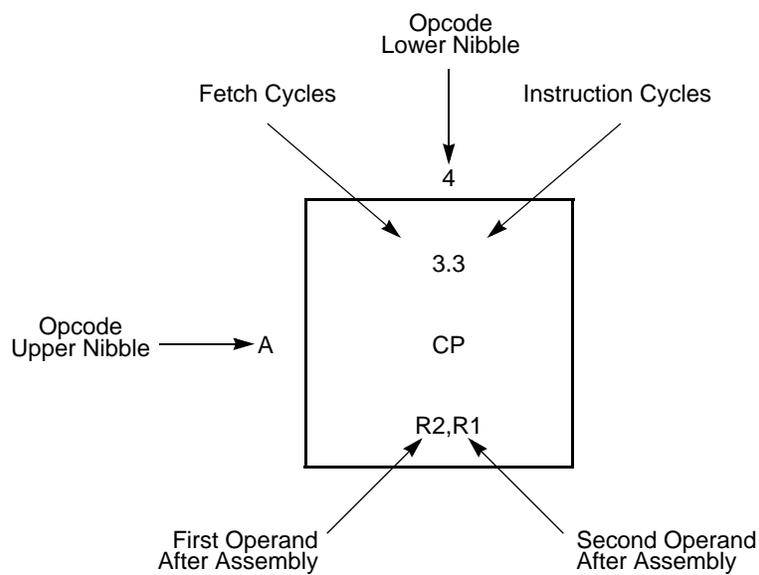 Opcode
Lower Nibble
Fetch Cycles
Instruction Cycles
4
3.3
Opcode
Upper Nibble
A
CP
R2,R1
First Operand
After Assembly
Second Operand
After Assembly